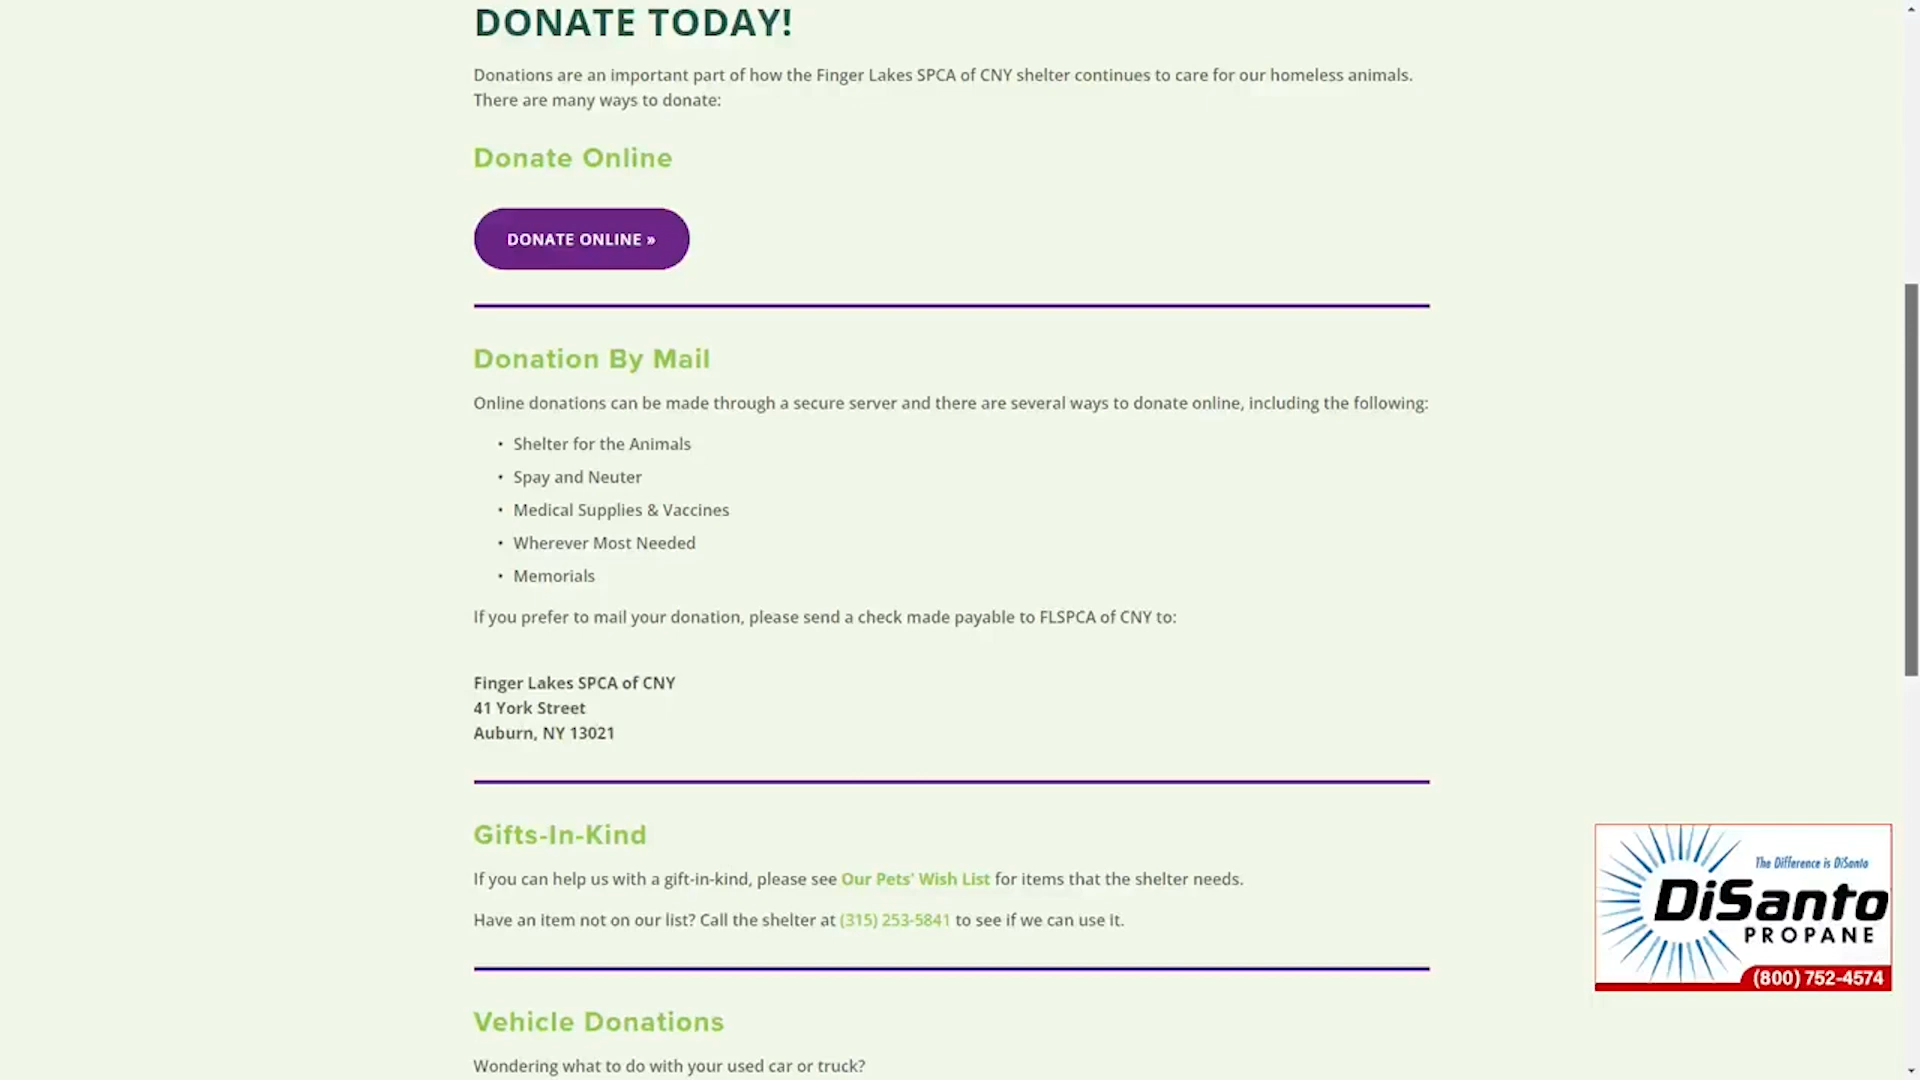 DONATE TODAY!
Donations are an important part of how the Finger Lakes SPCA of CNY shelter continues to care for our homeless animals.
There are many ways to donate:
Donate Online
DONATE ONLINE »
Donation By Mail
Online donations can be made through a secure server and there are several ways to donate online, including the following:
• Shelter for the Animals
• Spay and Neuter
• Medical Supplies & Vaccines
• Wherever Most Needed
• Memorials
If you prefer to mail your donation, please send a check made payable to FLSPCA of CNY to:
Finger Lakes SPCA of CNY
41 York Street
Auburn, NY 13021
Gifts-In-Kind
If you can help us with a gift-in-kind, please see Our Pets' Wish List for items that the shelter needs.
Have an item not on our list? Call the shelter at (315) 253-5841 to see if we can use it.
Vehicle Donations
Wondering what to do with your used car or truck?
The Difference is DiSanto
DiSanto
PROPANE
(800) 752-4574